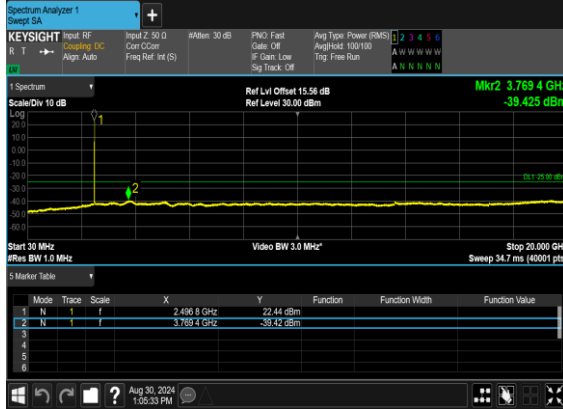 Spectrum Analyzer 1
Swept SA
+
KEYSIGHT Input: RF Input Z: 50 Ω #Atten: 30 dB PNO: Fast Avg Type: Power (RMS) 1 2 3 4 5 6
R T Coupling: DC Corr CCorr Gate: Off Avg|Hold: 100/100 A W W W W W
Align: Auto Freq Ref: Int (S) IF Gain: Low Trig: Free Run
Sig Track: Off A N N N N N
1 Spectrum Ref Lvl Offset 15.56 dB Mkr2 3.769 4 GHz
Scale/Div 10 dB Ref Level 30.00 dBm -39.425 dBm
Log
20.0
10.0
0.00
-10.0
-20.0
-30.0
-40.0
-50.0
-60.0
1
2
DL1 -25.00 dBm
Start 30 MHz Video BW 3.0 MHz* Stop 20.000 GH
#Res BW 1.0 MHz Sweep 34.7 ms (40001 pts
5 Marker Table
Mode Trace Scale X Y Function Function Width Function Value
1 N 1 f 2.496 8 GHz 22.44 dBm
2 N 1 f 3.769 4 GHz -39.42 dBm
3
4
5
6
? Aug 30, 2024
1:05:33 PM